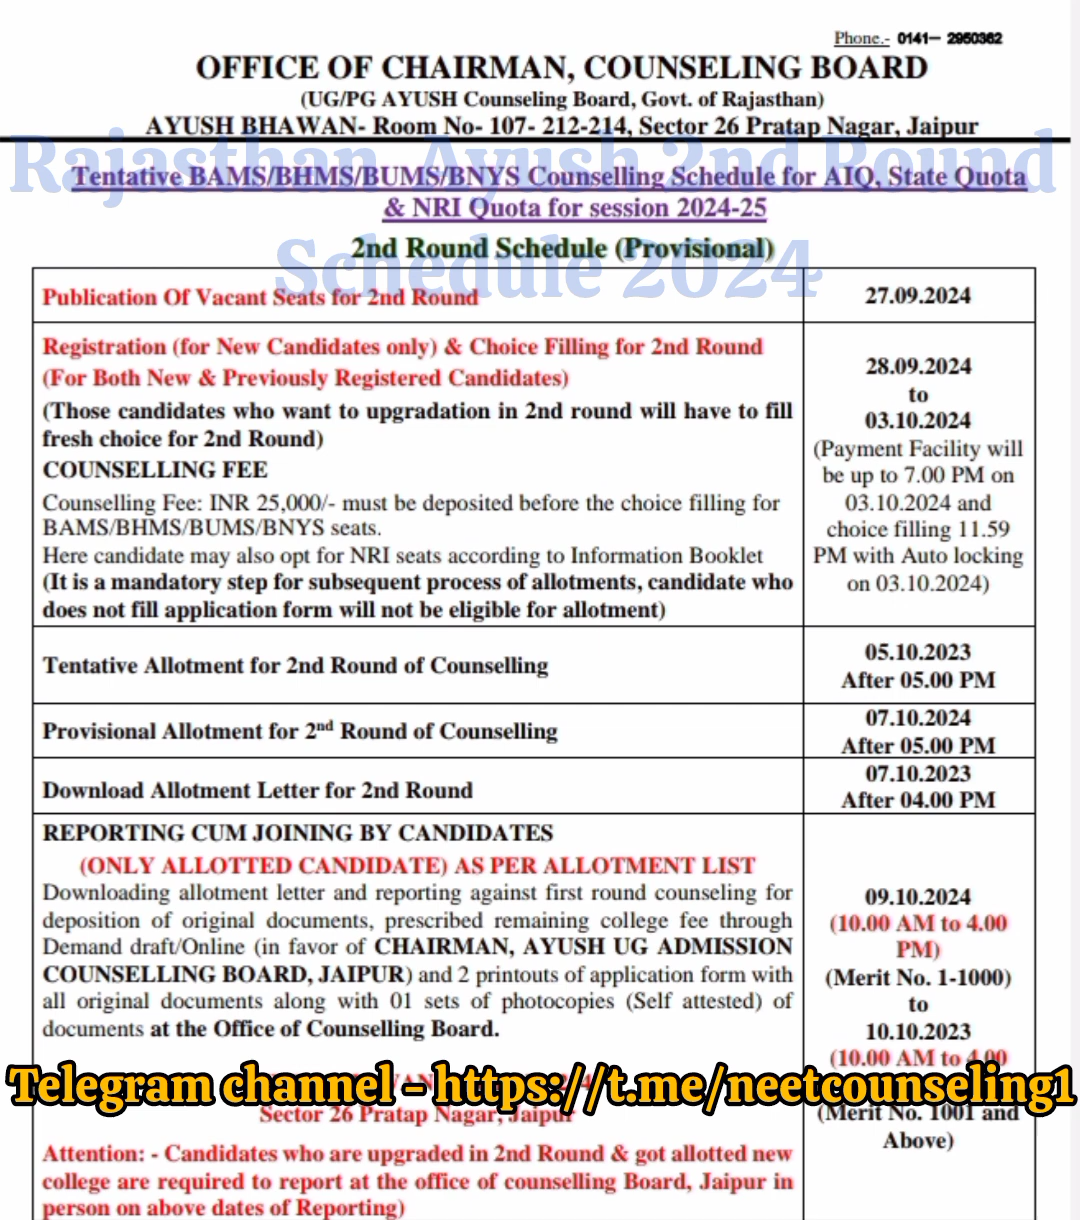 Phone.- 0141– 2950362
OFFICE OF CHAIRMAN, COUNSELING BOARD
(UG/PG AYUSH Counseling Board, Govt. of Rajasthan)
AYUSH BHAWAN- Room No- 107- 212-214, Sector 26 Pratap Nagar, Jaipur
Rajasthan Ayush 2nd Round
Schedule 2024
Tentative BAMS/BHMS/BUMS/BNYS Counselling Schedule for AIQ, State Quota
& NRI Quota for session 2024-25
2nd Round Schedule (Provisional)
Publication Of Vacant Seats for 2nd Round
27.09.2024
Registration (for New Candidates only) & Choice Filling for 2nd Round
(For Both New & Previously Registered Candidates)
(Those candidates who want to upgradation in 2nd round will have to fill
fresh choice for 2nd Round)
COUNSELLING FEE
Counselling Fee: INR 25,000/- must be deposited before the choice filling for
BAMS/BHMS/BUMS/BNYS seats.
Here candidate may also opt for NRI seats according to Information Booklet
(It is a mandatory step for subsequent process of allotments, candidate who
does not fill application form will not be eligible for allotment)
28.09.2024
to
03.10.2024
(Payment Facility will
be up to 7.00 PM on
03.10.2024 and
choice filling 11.59
PM with Auto locking
on 03.10.2024)
Tentative Allotment for 2nd Round of Counselling
05.10.2023
After 05.00 PM
Provisional Allotment for 2nd Round of Counselling
07.10.2024
After 05.00 PM
Download Allotment Letter for 2nd Round
07.10.2023
After 04.00 PM
REPORTING CUM JOINING BY CANDIDATES
(ONLY ALLOTTED CANDIDATE) AS PER ALLOTMENT LIST
Downloading allotment letter and reporting against first round counseling for
deposition of original documents, prescribed remaining college fee through
Demand draft/Online (in favor of CHAIRMAN, AYUSH UG ADMISSION
COUNSELLING BOARD, JAIPUR) and 2 printouts of application form with
all original documents along with 01 sets of photocopies (Self attested) of
documents at the Office of Counselling Board.
Sector 26 Pratap Nagar, Jaipur
Attention: - Candidates who are upgraded in 2nd Round & got allotted new
college are required to report at the office of counselling Board, Jaipur in
person on above dates of Reporting)
09.10.2024
(10.00 AM to 4.00
PM)
(Merit No. 1-1000)
to
10.10.2023
(10.00 AM to 4.00
(Merit No. 1001 and
Above)
Telegram channel - https://t.me/neetcounseling1